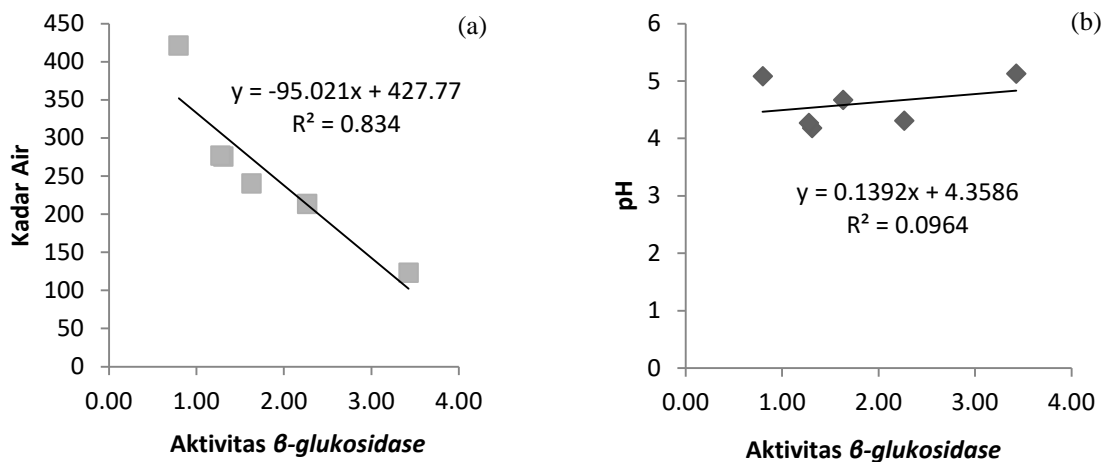 (a)
450
400
350
300
250
200
150
100
50
0
Kadar Air
y = -95.021x + 427.77
R² = 0.834
0.00 1.00 2.00 3.00 4.00
Aktivitas β-glukosidase
(b)
6
5
4
3
2
1
0
pH
y = 0.1392x + 4.3586
R² = 0.0964
0.00 1.00 2.00 3.00 4.00
Aktivitas β-glukosidase